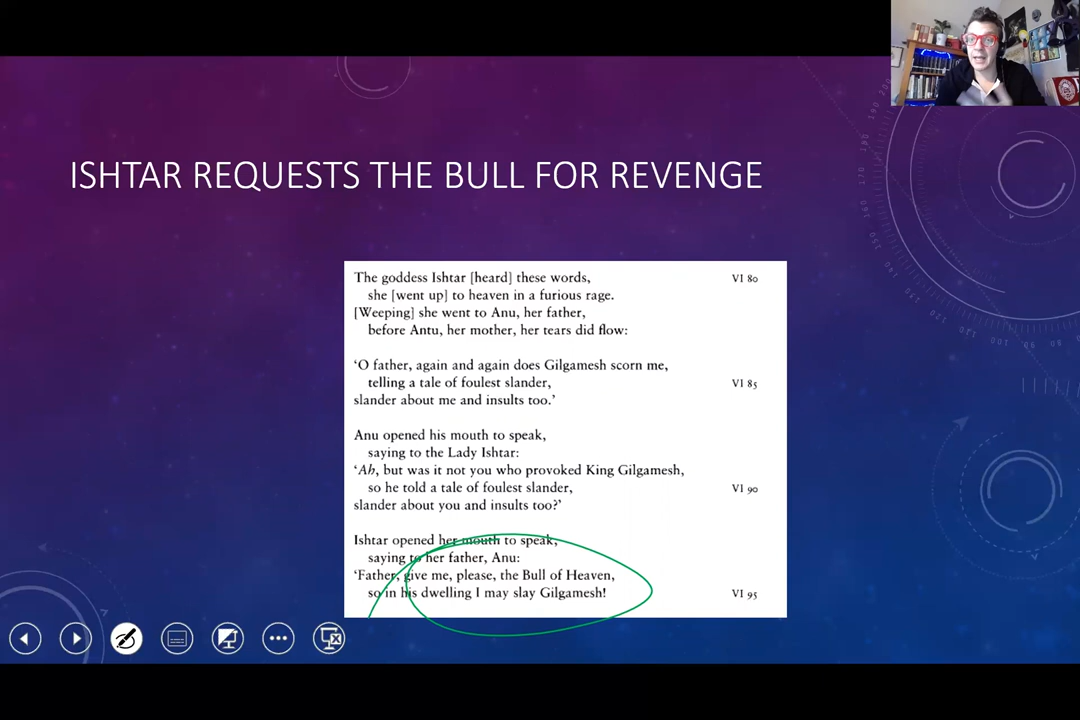 ISHTAR REQUESTS THE BULL FOR REVENGE
The goddess Ishtar [heard] these words, VI 80
she [went up] to heaven in a furious rage.
[Weeping] she went to Anu, her father,
before Antu, her mother, her tears did flow:
‘O father, again and again does Gilgamesh scorn me,
telling a tale of foulest slander, VI 85
slander about me and insults too.’
Anu opened his mouth to speak,
saying to the Lady Ishtar:
‘Ah, but was it not you who provoked King Gilgamesh,
so he told a tale of foulest slander, VI 90
slander about you and insults too?’
Ishtar opened her mouth to speak,
saying to her father, Anu:
‘Father, give me, please, the Bull of Heaven,
so in his dwelling I may slay Gilgamesh! VI 95